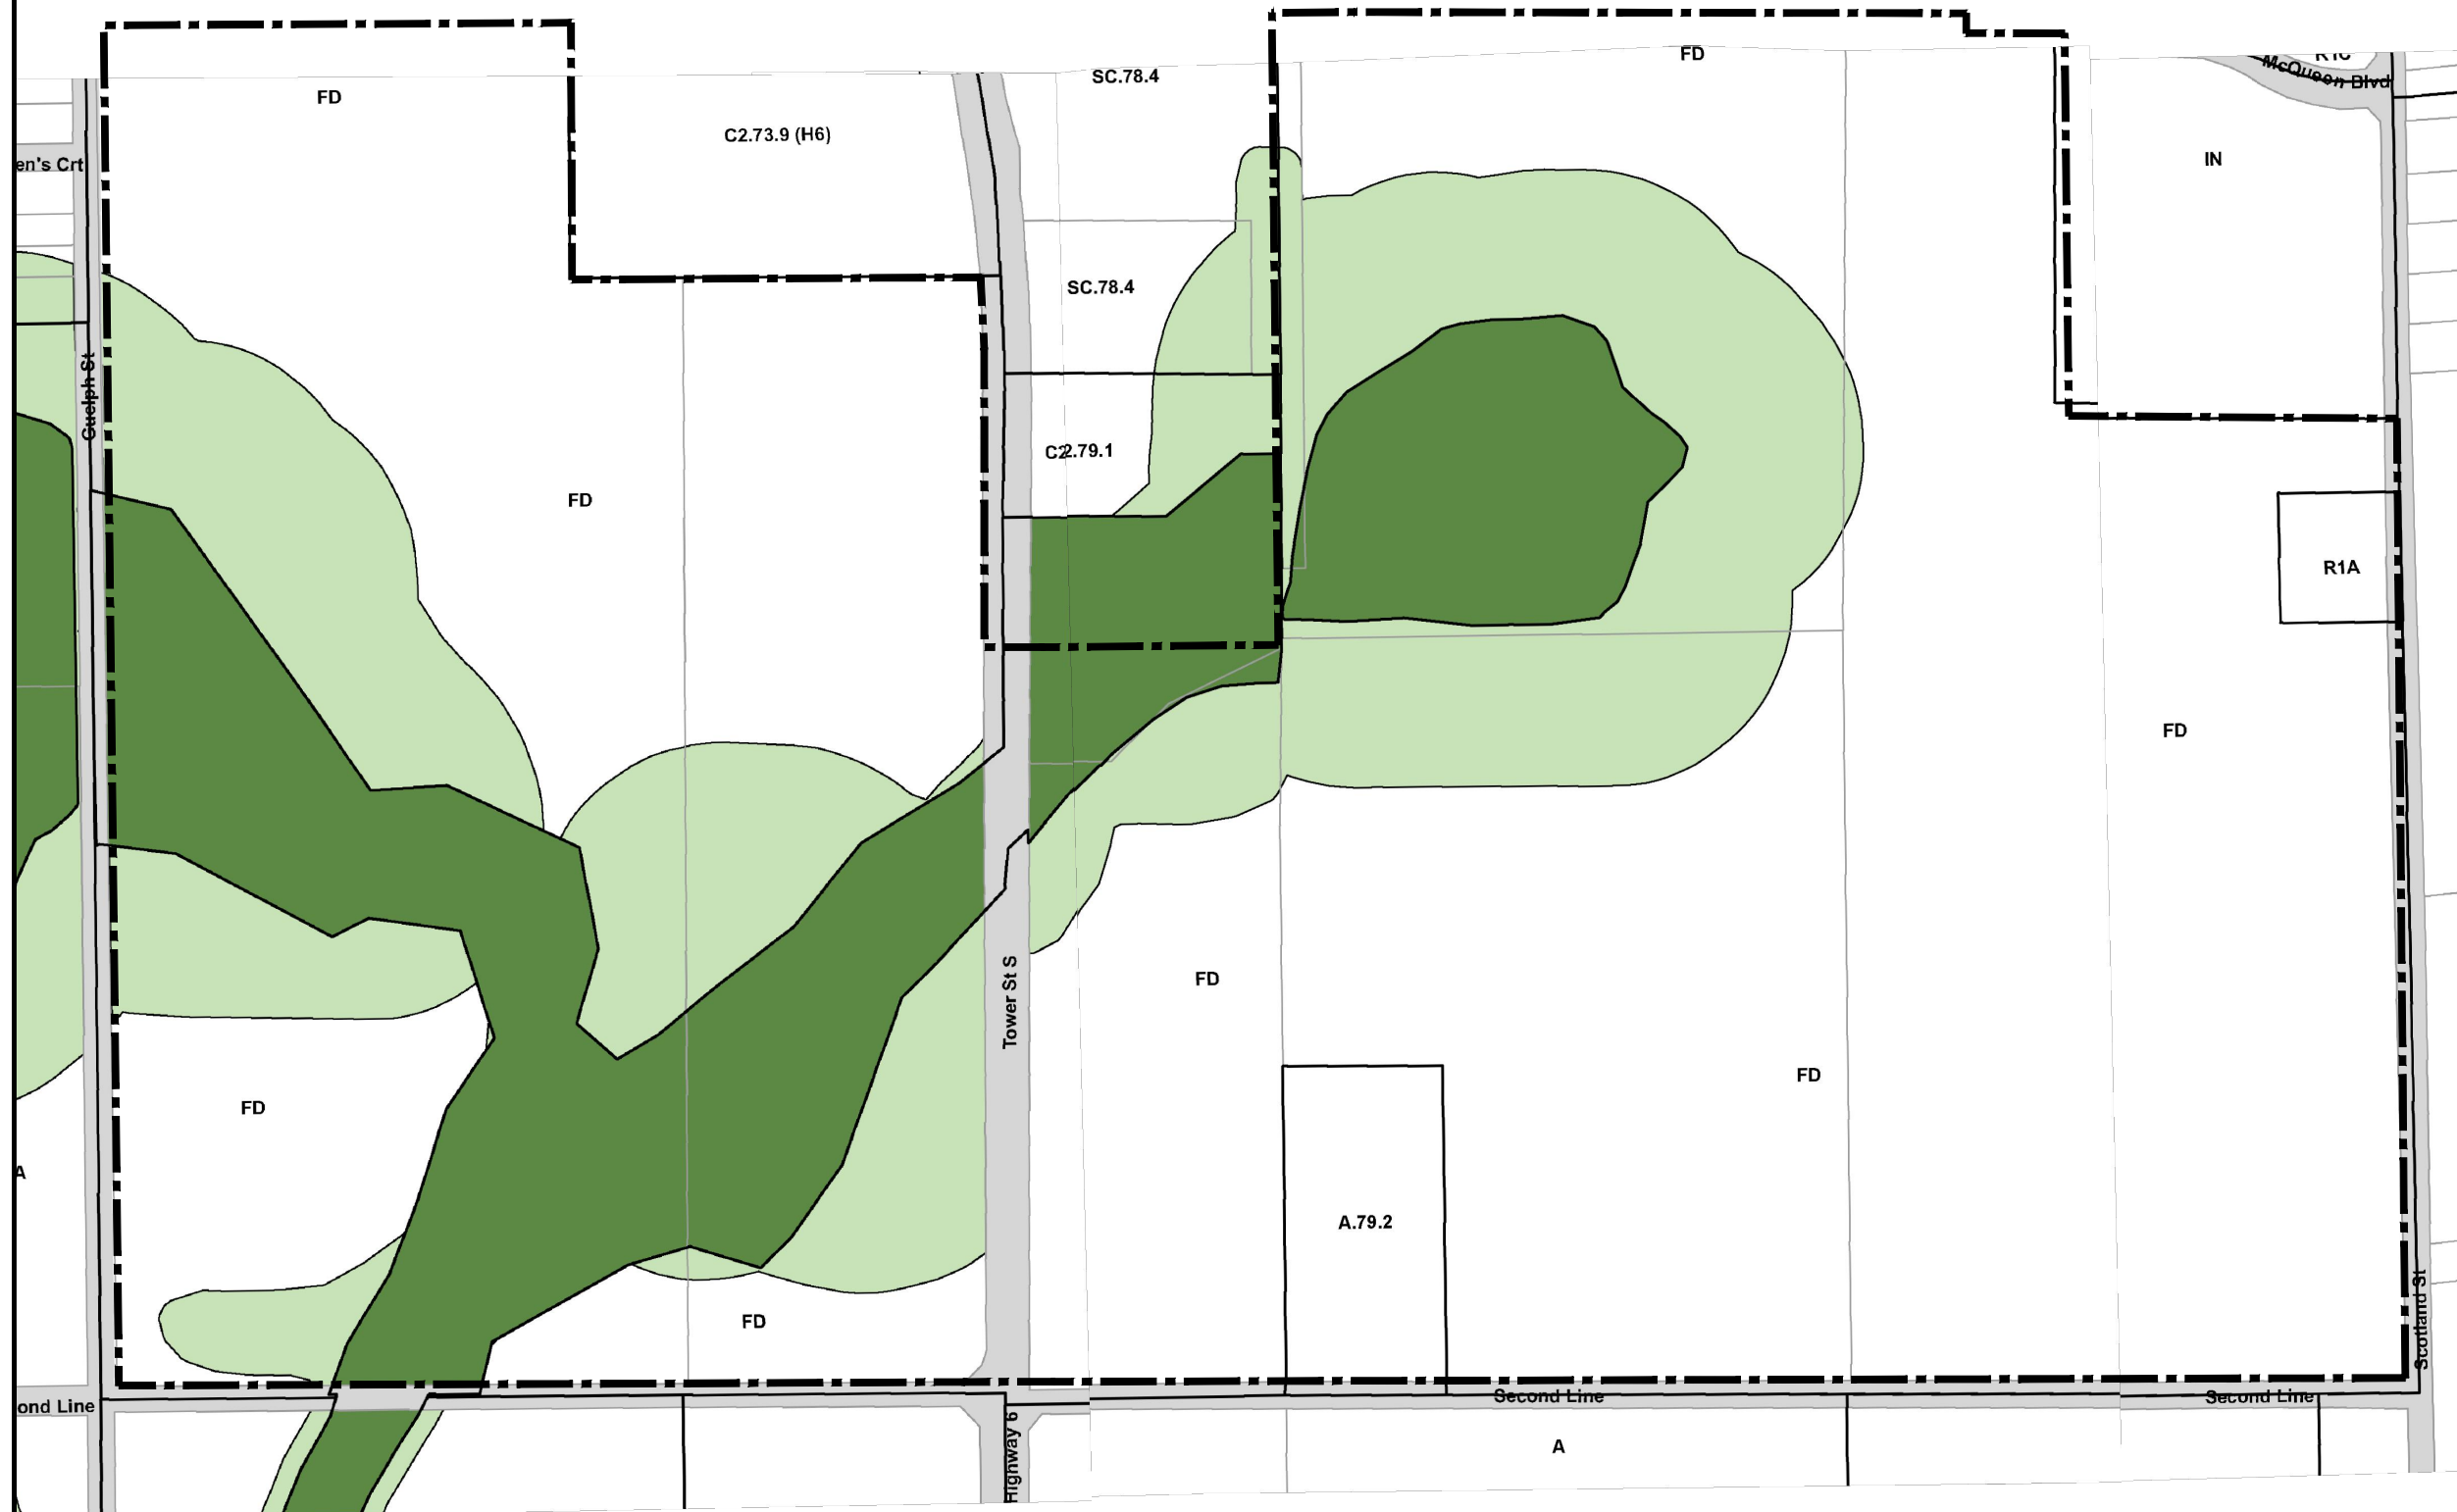 FD
SC.78.4
FD
R1C
McQueen Blvd
C2.73.9 (H6)
en's Crt
IN
SC.78.4
Guelph St
C2.79.1
FD
R1A
FD
FD
Tower St S
FD
FD
A
A.79.2
FD
Scotland St
ond Line
Second Line
Second Line
Highway 6
A